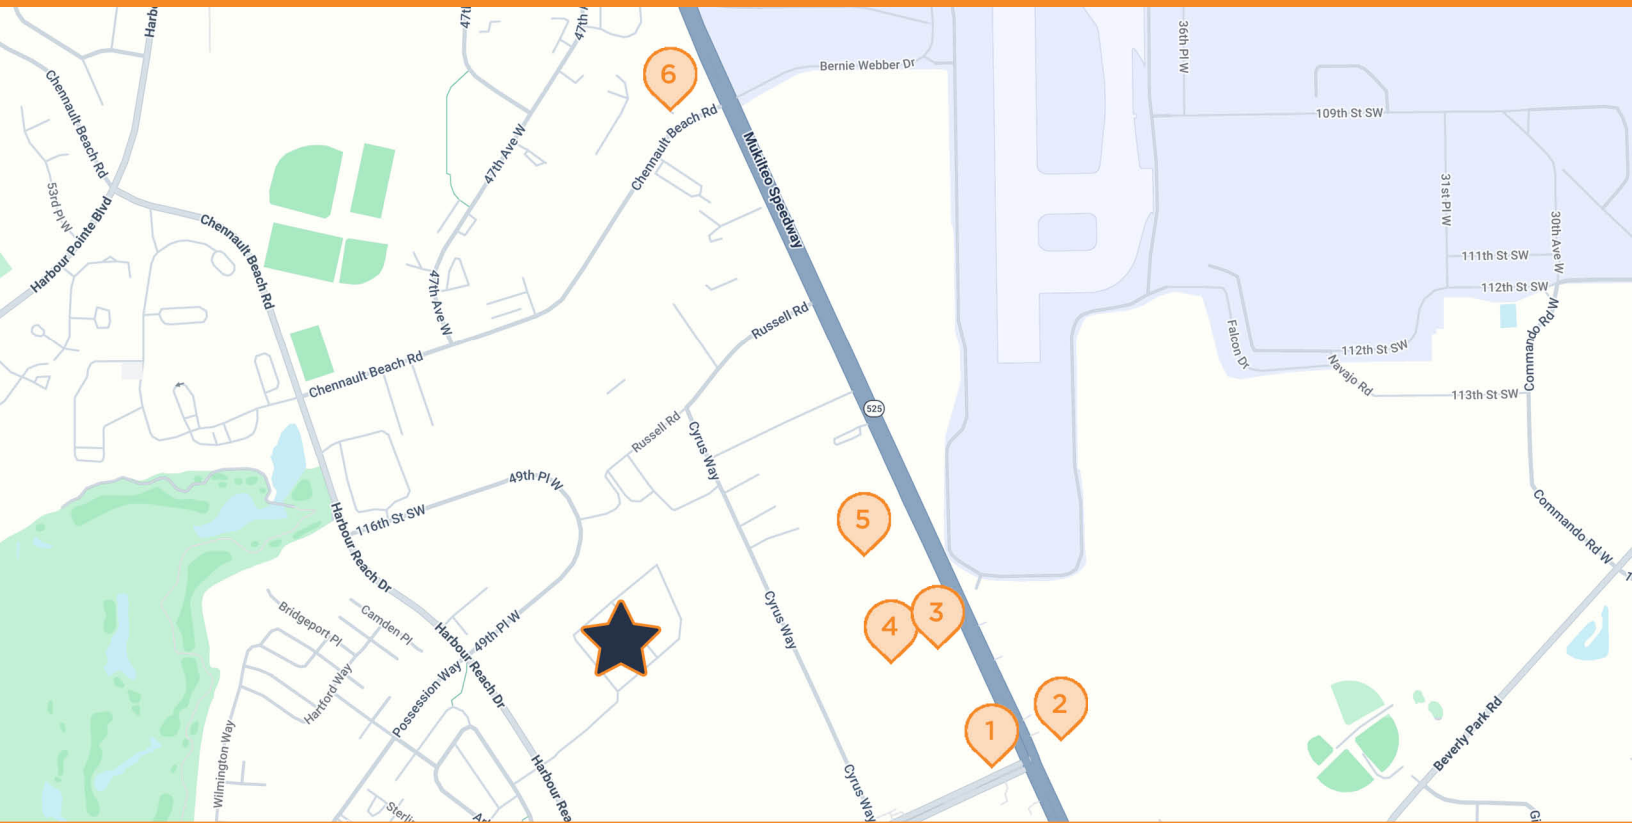 47th
47th A
Harbo
36th Pl W
Bernie Webber Dr
6
Chennault Beach Rd
109th St SW
Chennault Beach Rd
47th Ave W
Mukilteo Speedway
53rd Pl W
31st Pl W
Harbour Pointe Blvd
Chennault Beach Rd
30th Ave W
111th St SW
47th Ave W
112th St SW
Russell Rd
Falcon Dr
112th St SW
Commando Rd W
Chennault Beach Rd
Navajo Rd
113th St SW
525
Russell Rd
Cyrus Way
49th Pl W
116th St SW
5
Harbour Reach Dr
Commando Rd W
1
3
4
Bridgeport Pl
Camden Pl
49th Pl W
Cyrus Way
Harbour Reach Dr
Hartford Way
Possession Way
2
1
Wilmington Way
Beverly Park Rd
Harbour Rea
Cyrus Way
Sterli
Gi